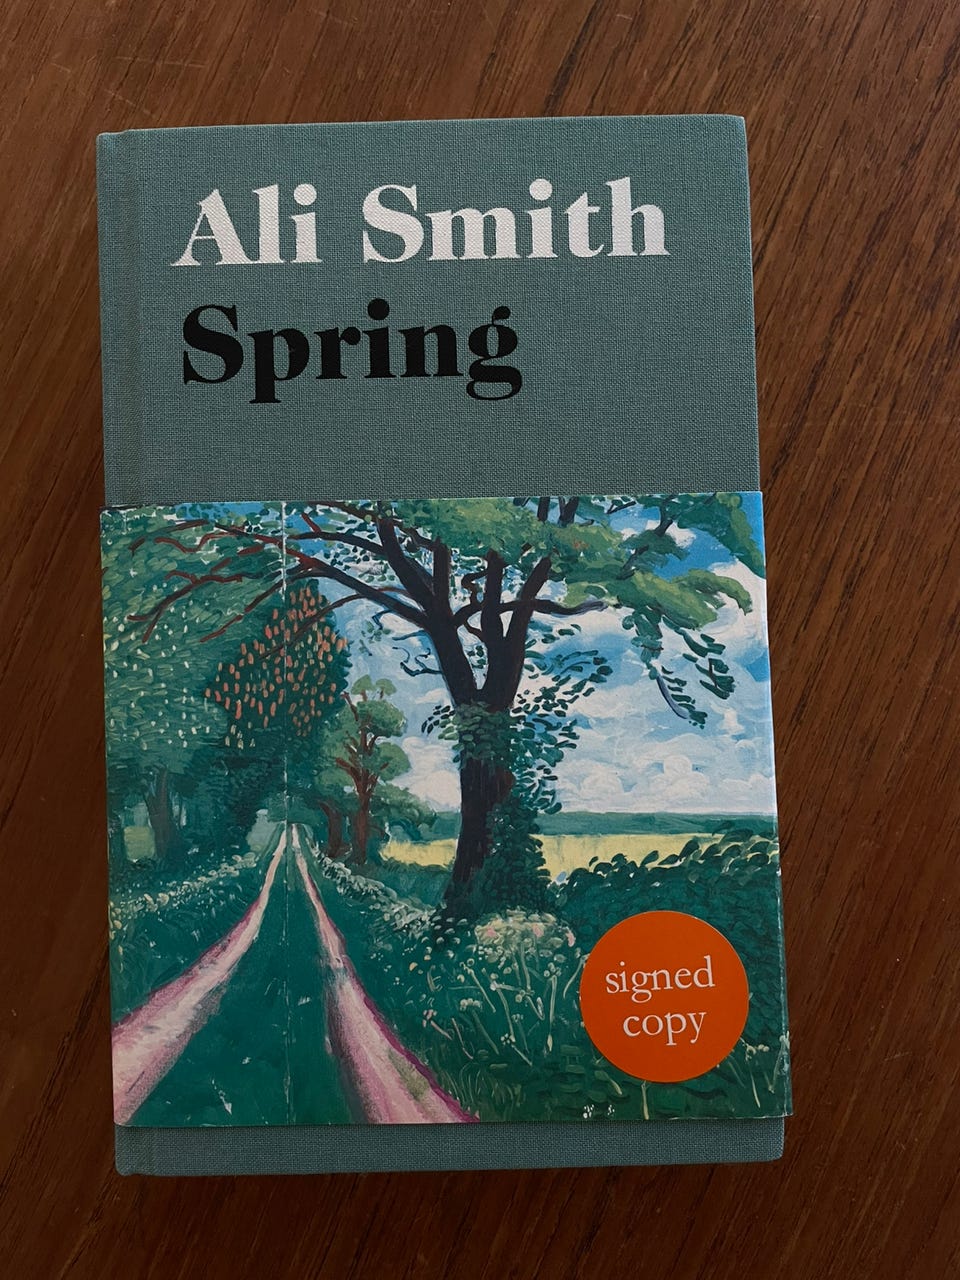 Ali Smith
Spring
signed
copy